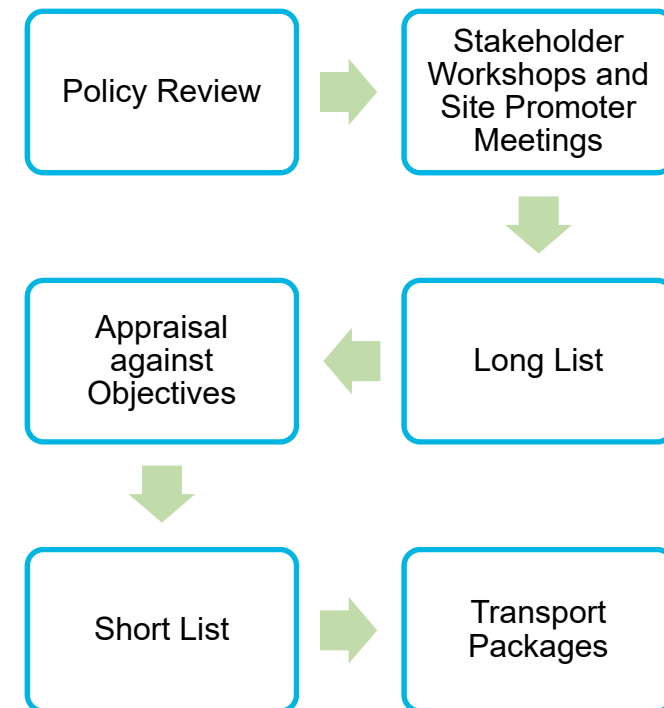 Policy Review
Stakeholder
Workshops and
Site Promoter
Meetings
Long List
Appraisal
against
Objectives
Short List
Transport
Packages